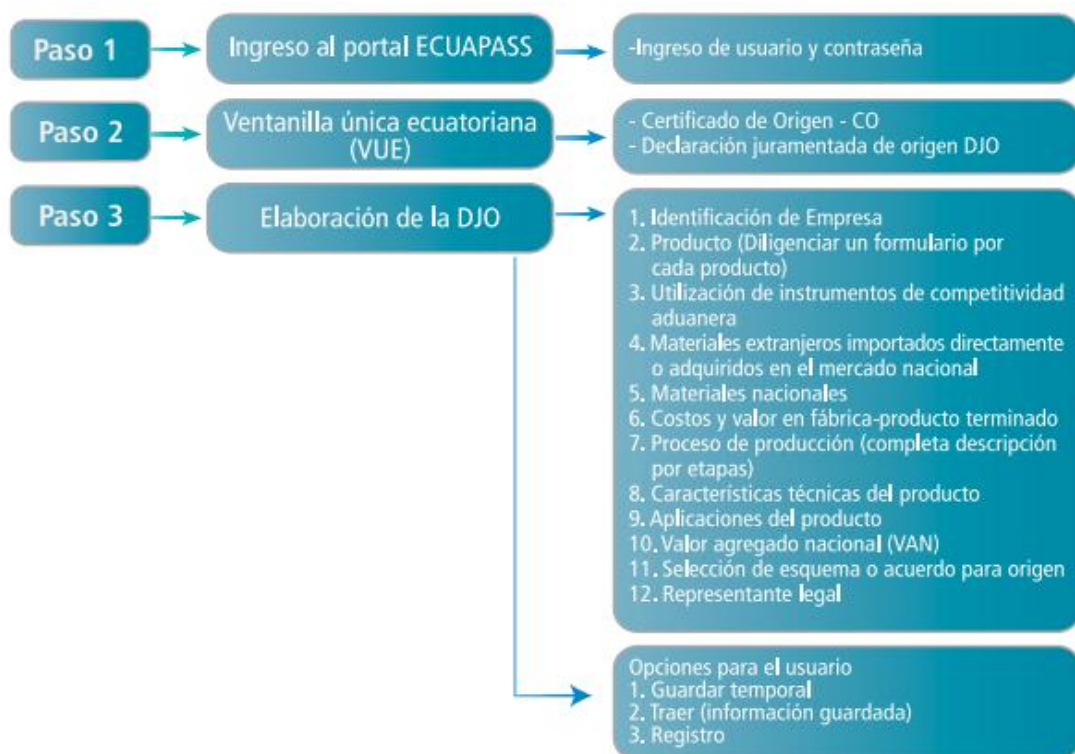 Paso 1
Ingreso al portal ECUAPASS
-Ingreso de usuario y contraseña
Paso 2
Ventanilla única ecuatoriana
(VUE)
- Certificado de Origen - CO
- Declaración juramentada de origen DJO
Paso 3
Elaboración de la DJO
1. Identificación de Empresa
2. Producto (Diligenciar un formulario por
cada producto)
3. Utilización de instrumentos de competitividad
aduanera
4. Materiales extranjeros importados directamente
o adquiridos en el mercado nacional
5. Materiales nacionales
6. Costos y valor en fábrica-producto terminado
7. Proceso de producción (completa descripción
por etapas)
8. Características técnicas del producto
9. Aplicaciones del producto
10. Valor agregado nacional (VAN)
11. Selección de esquema o acuerdo para origen
12. Representante legal
Opciones para el usuario
1. Guardar temporal
2. Traer (información guardada)
3. Registro